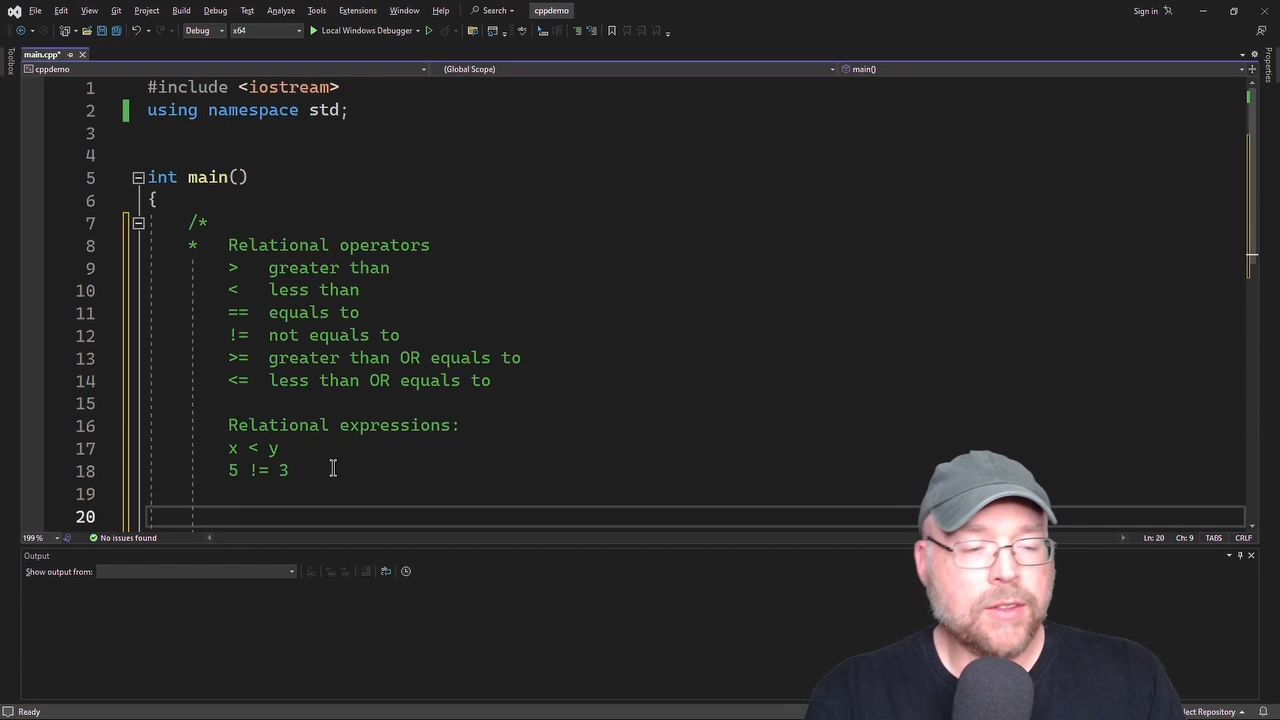 File Edit View Git Project Build Debug Test Analyze Tools Extensions Window Help Search cppdemo Sign in
Debug x64 Local Windows Debugger
main.cpp*
cppdemo (Global Scope) main()
Toolbox
Properties
1 #include <iostream>
2 using namespace std;
3
4
5 int main()
6 {
7 /*
8 * Relational operators
9 > greater than
10 < less than
11 == equals to
12 != not equals to
13 >= greater than OR equals to
14 <= less than OR equals to
15
16 Relational expressions:
17 x < y
18 5 != 3
19
20
199 % No issues found Ln: 20 Ch: 9 TABS CRLF
Output
Show output from:
Ready lect Repository